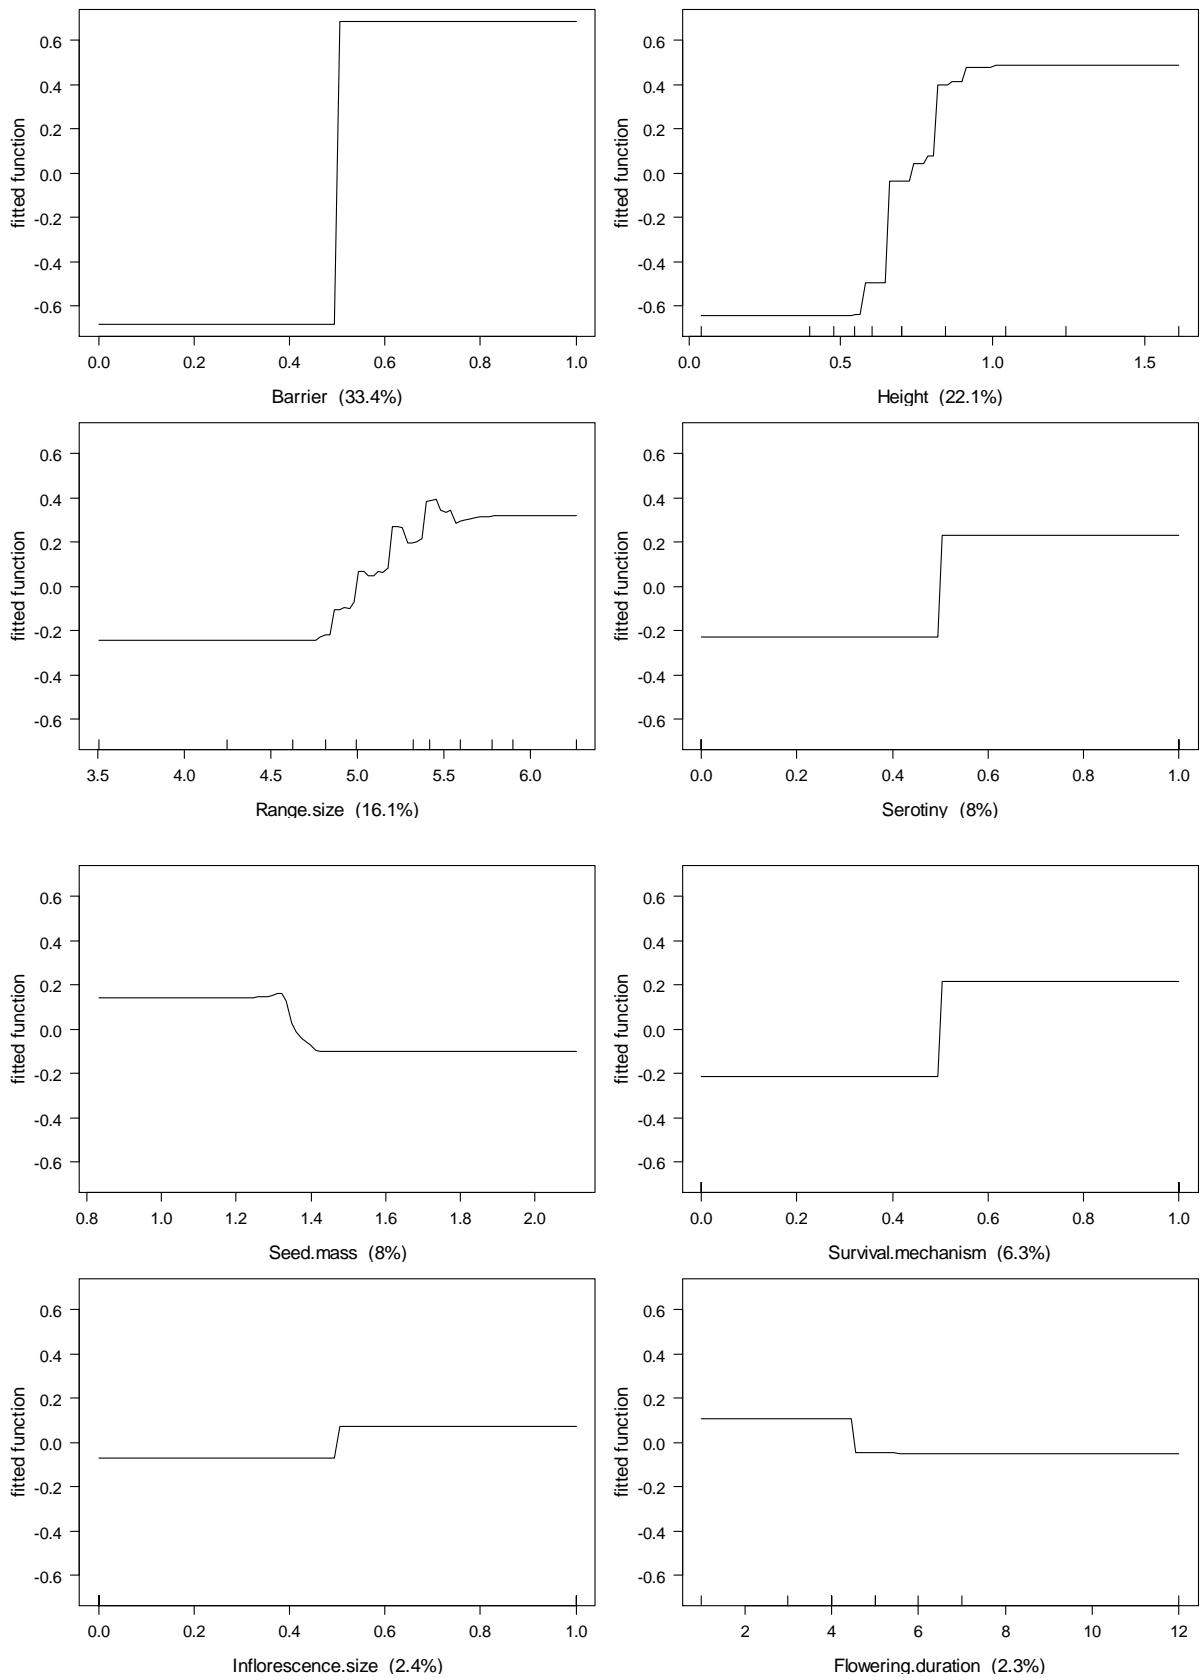 0.6
0.4
0.2
0.0
-0.2
-0.4
-0.6
fitted function
0.0 0.2 0.4 0.6 0.8 1.0
Barrier (33.4%)
0.6
0.4
0.2
0.0
-0.2
-0.4
-0.6
fitted function
0.0 0.5 1.0 1.5
Height (22.1%)
0.6
0.4
0.2
0.0
-0.2
-0.4
-0.6
fitted function
3.5 4.0 4.5 5.0 5.5 6.0
Range.size (16.1%)
0.6
0.4
0.2
0.0
-0.2
-0.4
-0.6
fitted function
0.0 0.2 0.4 0.6 0.8 1.0
Serotiny (8%)
0.6
0.4
0.2
0.0
-0.2
-0.4
-0.6
fitted function
0.8 1.0 1.2 1.4 1.6 1.8 2.0
Seed.mass (8%)
0.6
0.4
0.2
0.0
-0.2
-0.4
-0.6
fitted function
0.0 0.2 0.4 0.6 0.8 1.0
Survival.mechanism (6.3%)
0.6
0.4
0.2
0.0
-0.2
-0.4
-0.6
fitted function
0.0 0.2 0.4 0.6 0.8 1.0
Inflorescence.size (2.4%)
0.6
0.4
0.2
0.0
-0.2
-0.4
-0.6
fitted function
2 4 6 8 10 12
Flowering.duration (2.3%)